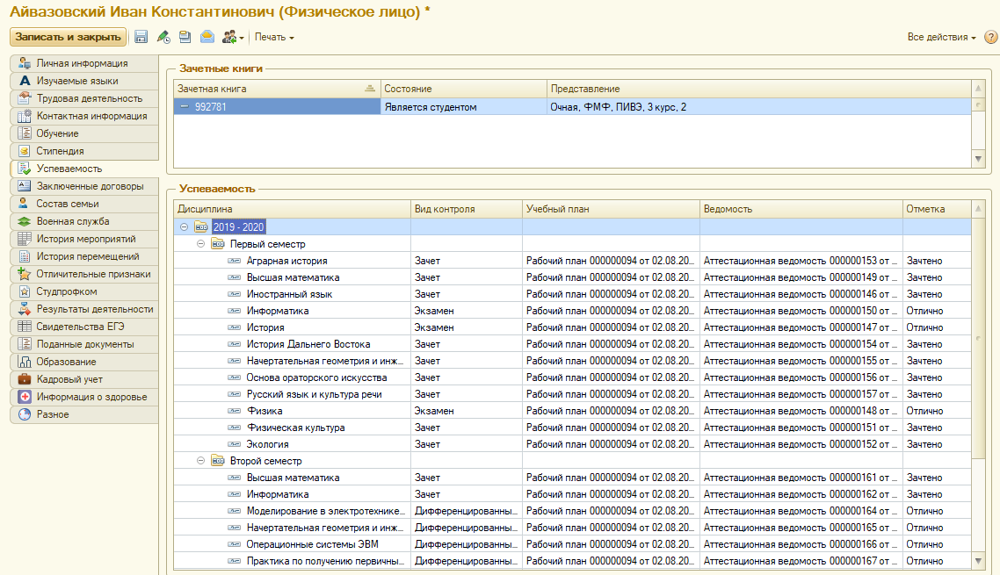 Айвазовский Иван Константинович (Физическое лицо) *
Записать и закрыть Печать Все действия ?
Личная информация
Изучаемые языки
Трудовая деятельность
Контактная информация
Обучение
Стипендия
Успеваемость
Заключенные договоры
Состав семьи
Военная служба
История мероприятий
История перемещений
Отличительные признаки
Студпрофком
Результаты деятельности
Свидетельства ЕГЭ
Поданные документы
Образование
Кадровый учет
Информация о здоровье
Разное
Зачетные книги
Зачетная книга Состояние Представление
992781 Является студентом Очная, ФМФ, ПИВЭ, 3 курс, 2
Успеваемость
Дисциплина Вид контроля Учебный план Ведомость Отметка
2019 - 2020
Первый семестр
Аграрная история Зачет Рабочий план 000000094 от 02.08.20... Аттестационная ведомость 000000153 от ... Зачтено
Высшая математика Зачет Рабочий план 000000094 от 02.08.20... Аттестационная ведомость 000000149 от ... Зачтено
Иностранный язык Зачет Рабочий план 000000094 от 02.08.20... Аттестационная ведомость 000000146 от ... Зачтено
Информатика Экзамен Рабочий план 000000094 от 02.08.20... Аттестационная ведомость 000000150 от ... Отлично
История Экзамен Рабочий план 000000094 от 02.08.20... Аттестационная ведомость 000000147 от ... Отлично
История Дальнего Востока Зачет Рабочий план 000000094 от 02.08.20... Аттестационная ведомость 000000154 от ... Зачтено
Начертательная геометрия и инж... Зачет Рабочий план 000000094 от 02.08.20... Аттестационная ведомость 000000155 от ... Зачтено
Основа ораторского искусства Зачет Рабочий план 000000094 от 02.08.20... Аттестационная ведомость 000000156 от ... Зачтено
Русский язык и культура речи Зачет Рабочий план 000000094 от 02.08.20... Аттестационная ведомость 000000157 от ... Зачтено
Физика Экзамен Рабочий план 000000094 от 02.08.20... Аттестационная ведомость 000000148 от ... Отлично
Физическая культура Зачет Рабочий план 000000094 от 02.08.20... Аттестационная ведомость 000000151 от ... Зачтено
Экология Зачет Рабочий план 000000094 от 02.08.20... Аттестационная ведомость 000000152 от ... Зачтено
Второй семестр
Высшая математика Зачет Рабочий план 000000094 от 02.08.20... Аттестационная ведомость 000000161 от ... Зачтено
Информатика Зачет Рабочий план 000000094 от 02.08.20... Аттестационная ведомость 000000162 от ... Зачтено
Моделирование в электротехнике... Дифференцированны... Рабочий план 000000094 от 02.08.20... Аттестационная ведомость 000000164 от ... Отлично
Начертательная геометрия и инж... Дифференцированны... Рабочий план 000000094 от 02.08.20... Аттестационная ведомость 000000165 от ... Отлично
Операционные системы ЭВМ Дифференцированны... Рабочий план 000000094 от 02.08.20... Аттестационная ведомость 000000166 от ... Отлично
Практика по получению первичны... Дифференцированны... Рабочий план 000000094 от 02.08.20... Аттестационная ведомость 000000167 от ... Отлично